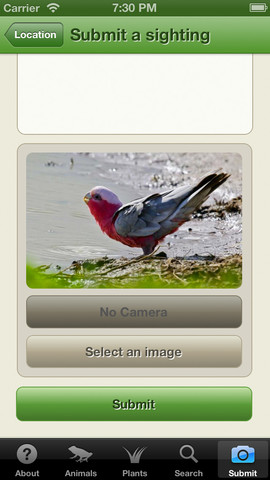 Carrier 7:30 PM
Location Submit a sighting
No Camera
Select an image
Submit
About Animals Plants Search Submit